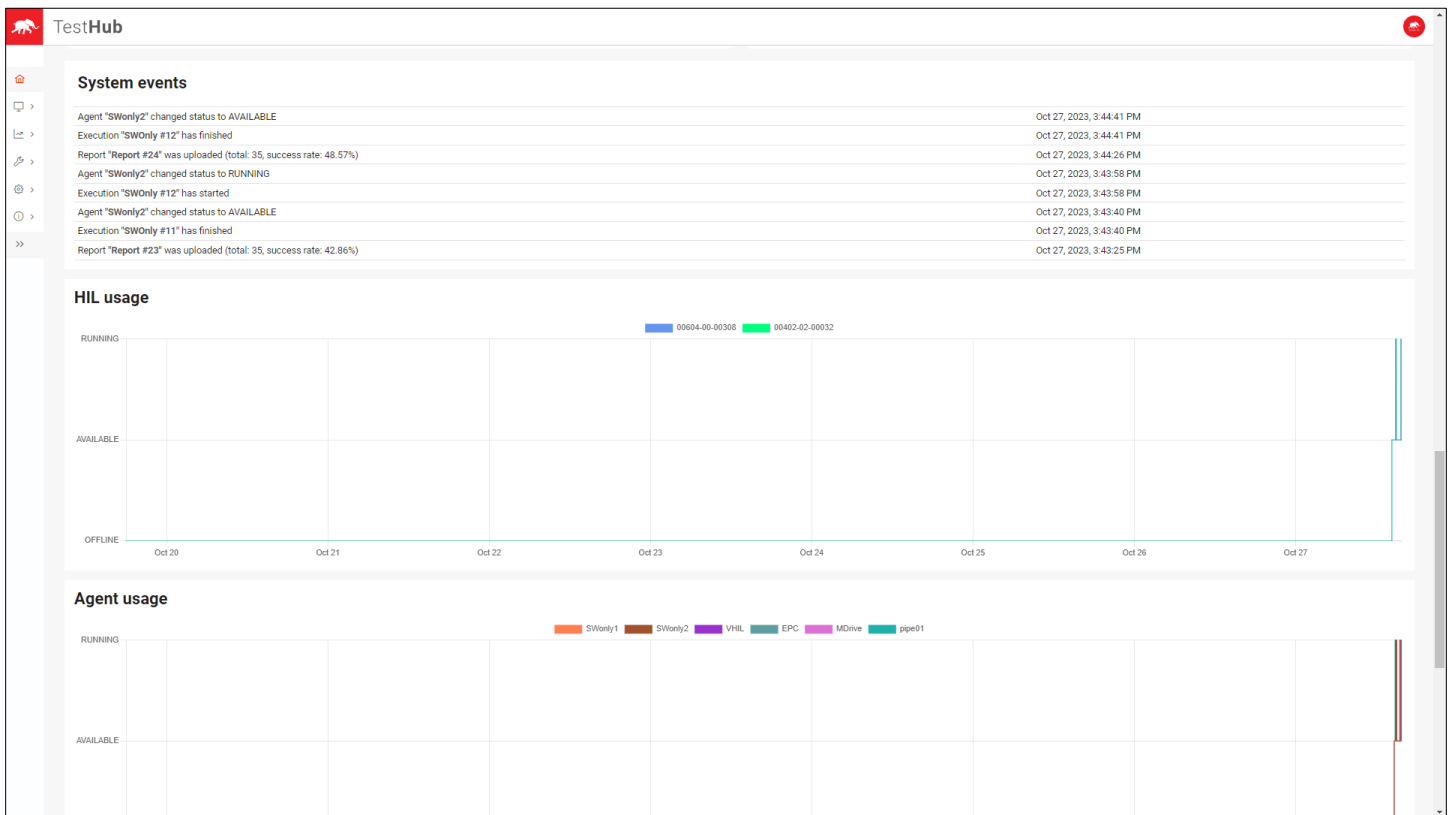 TestHub
System events
Agent "SWonly2" changed status to AVAILABLE Oct 27, 2023, 3:44:41 PM
Execution "SWOnly #12" has finished Oct 27, 2023, 3:44:41 PM
Report "Report #24" was uploaded (total: 35, success rate: 48.57%) Oct 27, 2023, 3:44:26 PM
Agent "SWonly2" changed status to RUNNING Oct 27, 2023, 3:43:58 PM
Execution "SWOnly #12" has started Oct 27, 2023, 3:43:58 PM
Agent "SWonly2" changed status to AVAILABLE Oct 27, 2023, 3:43:40 PM
Execution "SWOnly #11" has finished Oct 27, 2023, 3:43:40 PM
Report "Report #23" was uploaded (total: 35, success rate: 42.86%) Oct 27, 2023, 3:43:25 PM
HIL usage
00604-00-00308 00402-02-00032
RUNNING
AVAILABLE
OFFLINE
Oct 20 Oct 21 Oct 22 Oct 23 Oct 24 Oct 25 Oct 26 Oct 27
Agent usage
SWonly1 SWonly2 VHIL EPC MDrive pipe01
RUNNING
AVAILABLE